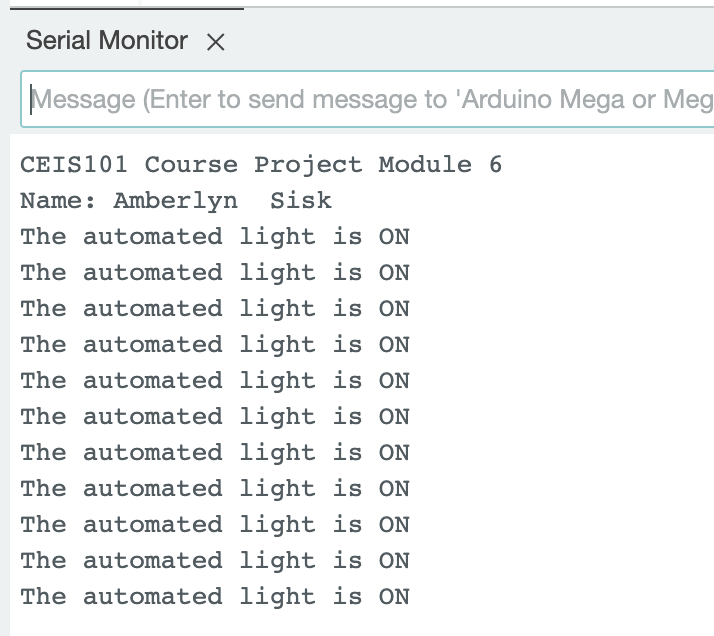 Serial Monitor ×
Message (Enter to send message to 'Arduino Mega or Meg
CEIS101 Course Project Module 6
Name: Amberlyn  Sisk
The automated light is ON
The automated light is ON
The automated light is ON
The automated light is ON
The automated light is ON
The automated light is ON
The automated light is ON
The automated light is ON
The automated light is ON
The automated light is ON
The automated light is ON